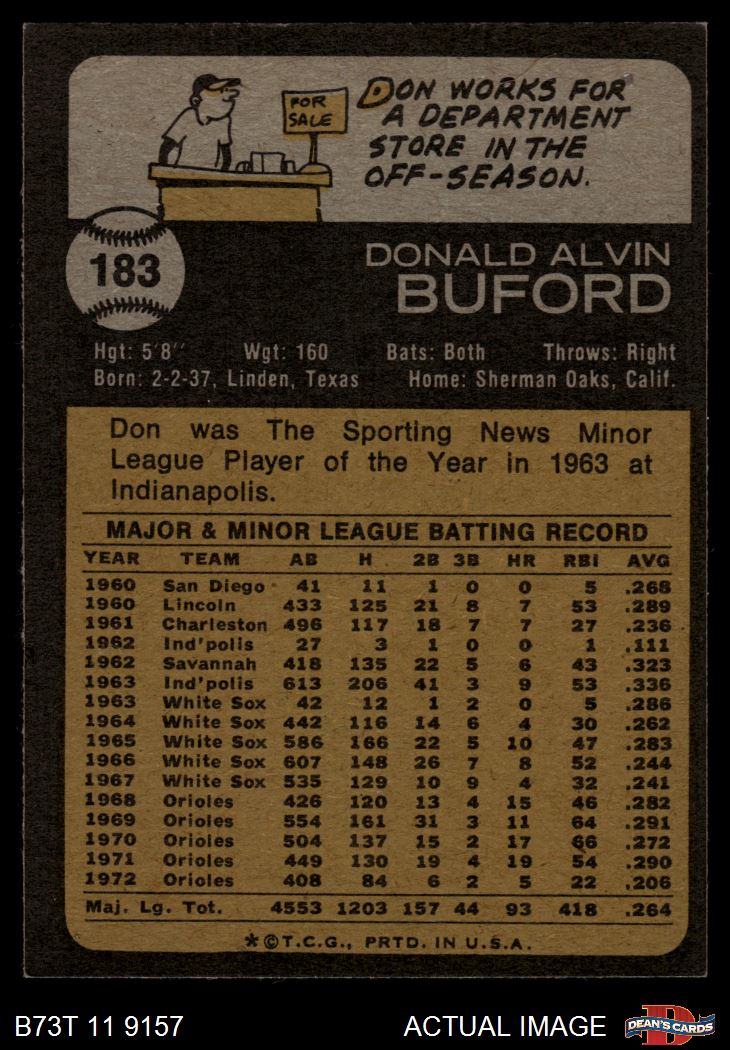 FOR
SALE
DON WORKS FOR
A DEPARTMENT
STORE IN THE
OFF-SEASON.
183
DONALD ALVIN
BUFORD
Hgt: 5'8'' Wgt: 160 Bats: Both Throws: Right
Born: 2-2-37, Linden, Texas Home: Sherman Oaks, Calif.
Don was The Sporting News Minor
League Player of the Year in 1963 at
Indianapolis.
MAJOR & MINOR LEAGUE BATTING RECORD
YEAR TEAM AB H 2B 3B HR RBI AVG
1960 San Diego 41 11 1 0 0 5 .268
1960 Lincoln 433 125 21 8 7 53 .289
1961 Charleston 496 117 18 7 7 27 .236
1962 Ind'polis 27 3 1 0 0 1 .111
1962 Savannah 418 135 22 5 6 43 .323
1963 Ind'polis 613 206 41 3 9 53 .336
1963 White Sox 42 12 1 2 0 5 .286
1964 White Sox 442 116 14 6 4 30 .262
1965 White Sox 586 166 22 5 10 47 .283
1966 White Sox 607 148 26 7 8 52 .244
1967 White Sox 535 129 10 9 4 32 .241
1968 Orioles 426 120 13 4 15 46 .282
1969 Orioles 554 161 31 3 11 64 .291
1970 Orioles 504 137 15 2 17 66 .272
1971 Orioles 449 130 19 4 19 54 .290
1972 Orioles 408 84 6 2 5 22 .206
Maj. Lg. Tot. 4553 1203 157 44 93 418 .264
*©T.C.G., PRTD. IN U.S.A.
B73T 11 9157 ACTUAL IMAGE
D
DEAN'S CARDS